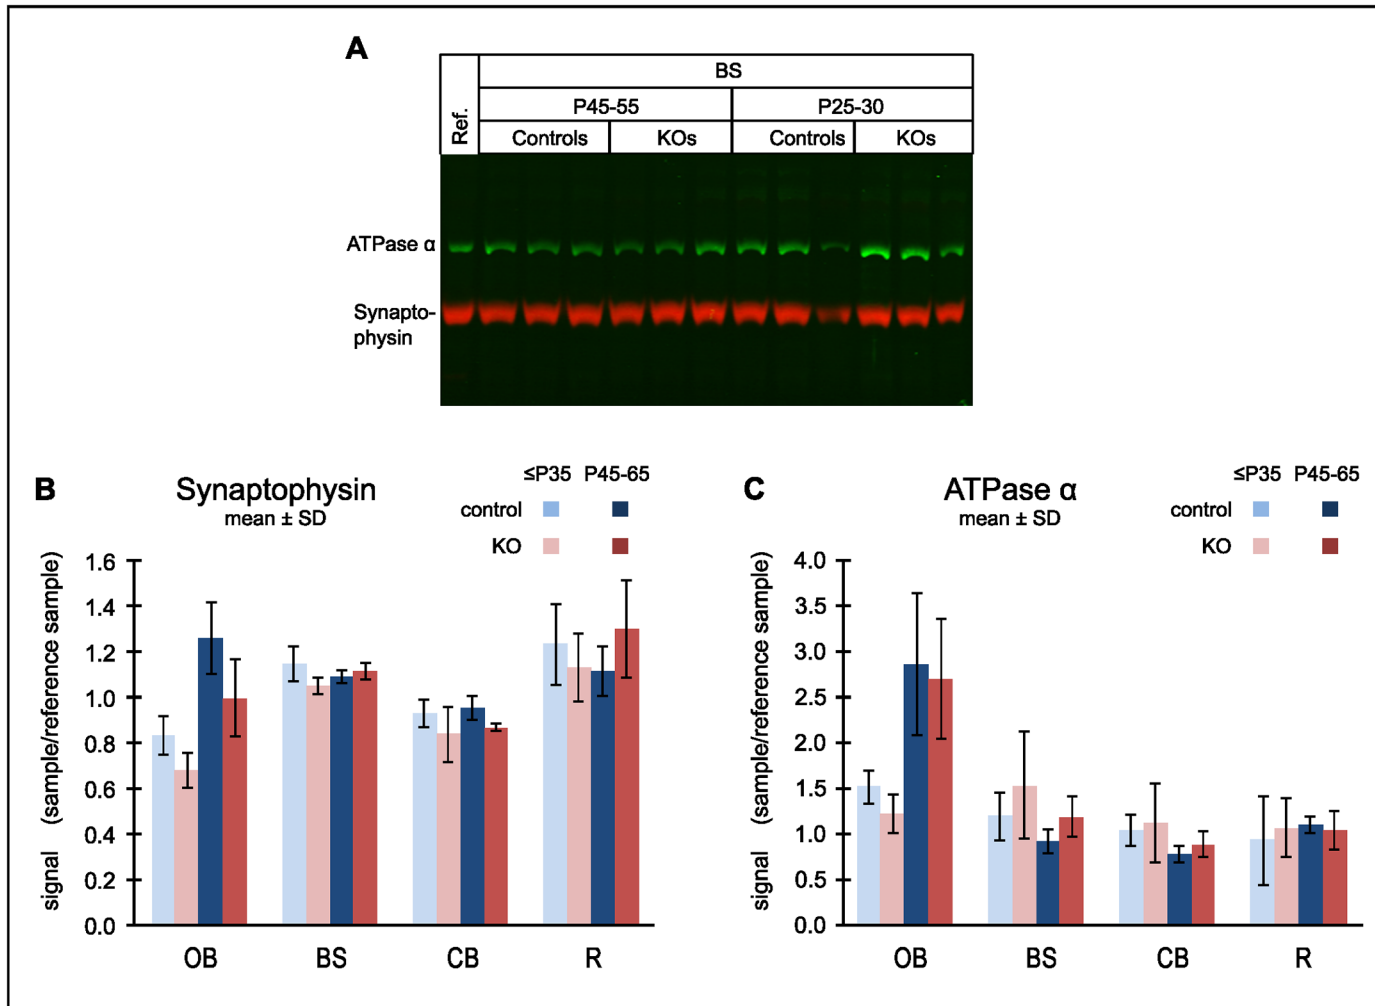 A
Ref.
BS
P45-55 P25-30
Controls KOs Controls KOs
ATPase α
Synapto-
physin
B
Synaptophysin
mean ± SD
≤P35 P45-65
control
KO
signal (sample/reference sample)
1.6
1.4
1.2
1.0
0.8
0.6
0.4
0.2
0.0
OB BS CB R
C
ATPase α
mean ± SD
≤P35 P45-65
control
KO
signal (sample/reference sample)
4.0
3.5
3.0
2.5
2.0
1.5
1.0
0.5
0.0
OB BS CB R